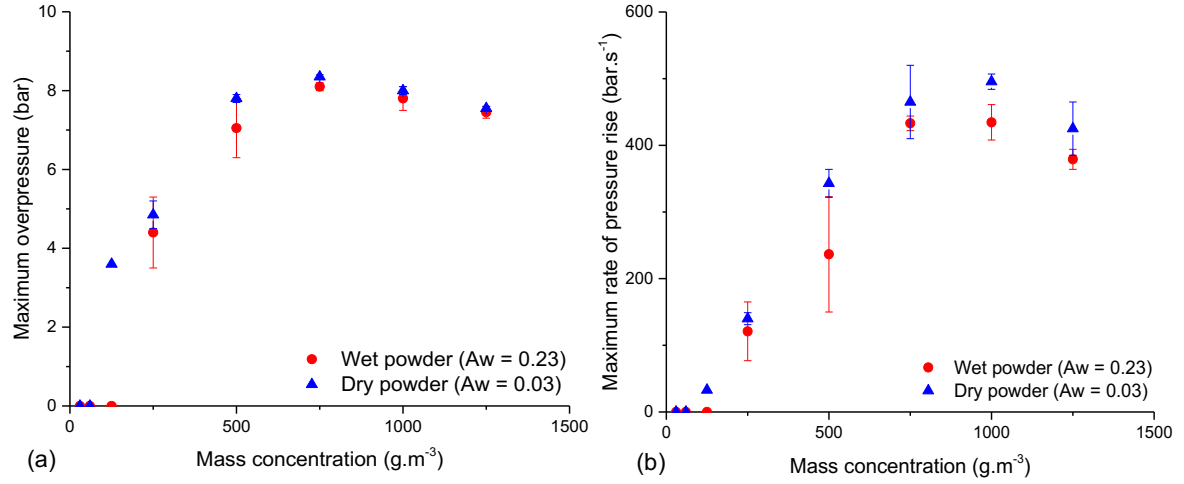 10
8
6
4
2
0
Maximum overpressure (bar)
Wet powder (Aw = 0.23)
Dry powder (Aw = 0.03)
0
500
1000
1500
(a)
Mass concentration (g.m⁻³)
600
400
200
0
Maximum rate of pressure rise (bar.s⁻¹)
Wet powder (Aw = 0.23)
Dry powder (Aw = 0.03)
0
500
1000
1500
(b)
Mass concentration (g.m⁻³)